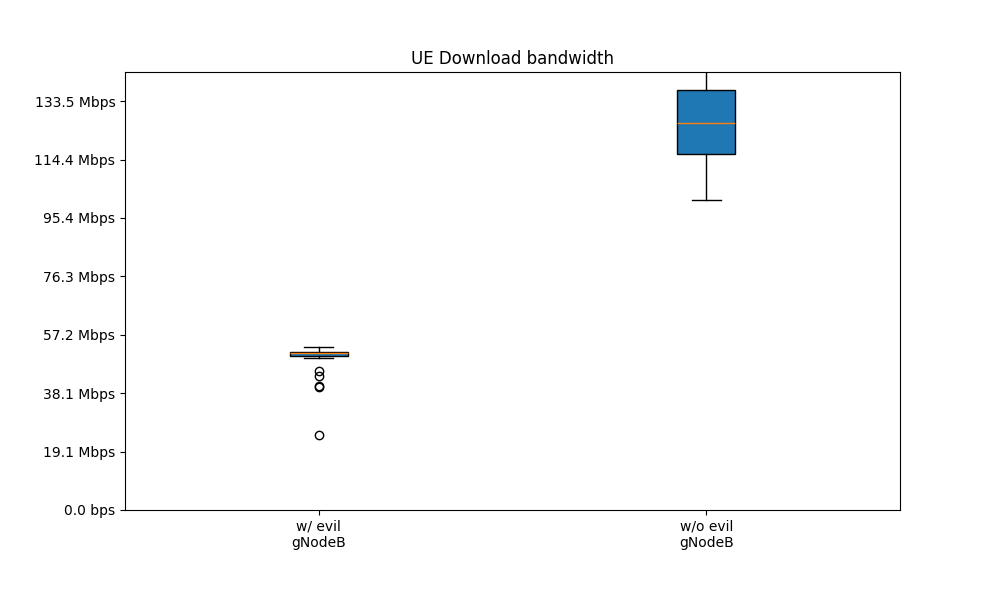 UE Download bandwidth
133.5 Mbps
114.4 Mbps
95.4 Mbps
76.3 Mbps
57.2 Mbps
38.1 Mbps
19.1 Mbps
0.0 bps
w/ evil
gNodeB
w/o evil
gNodeB